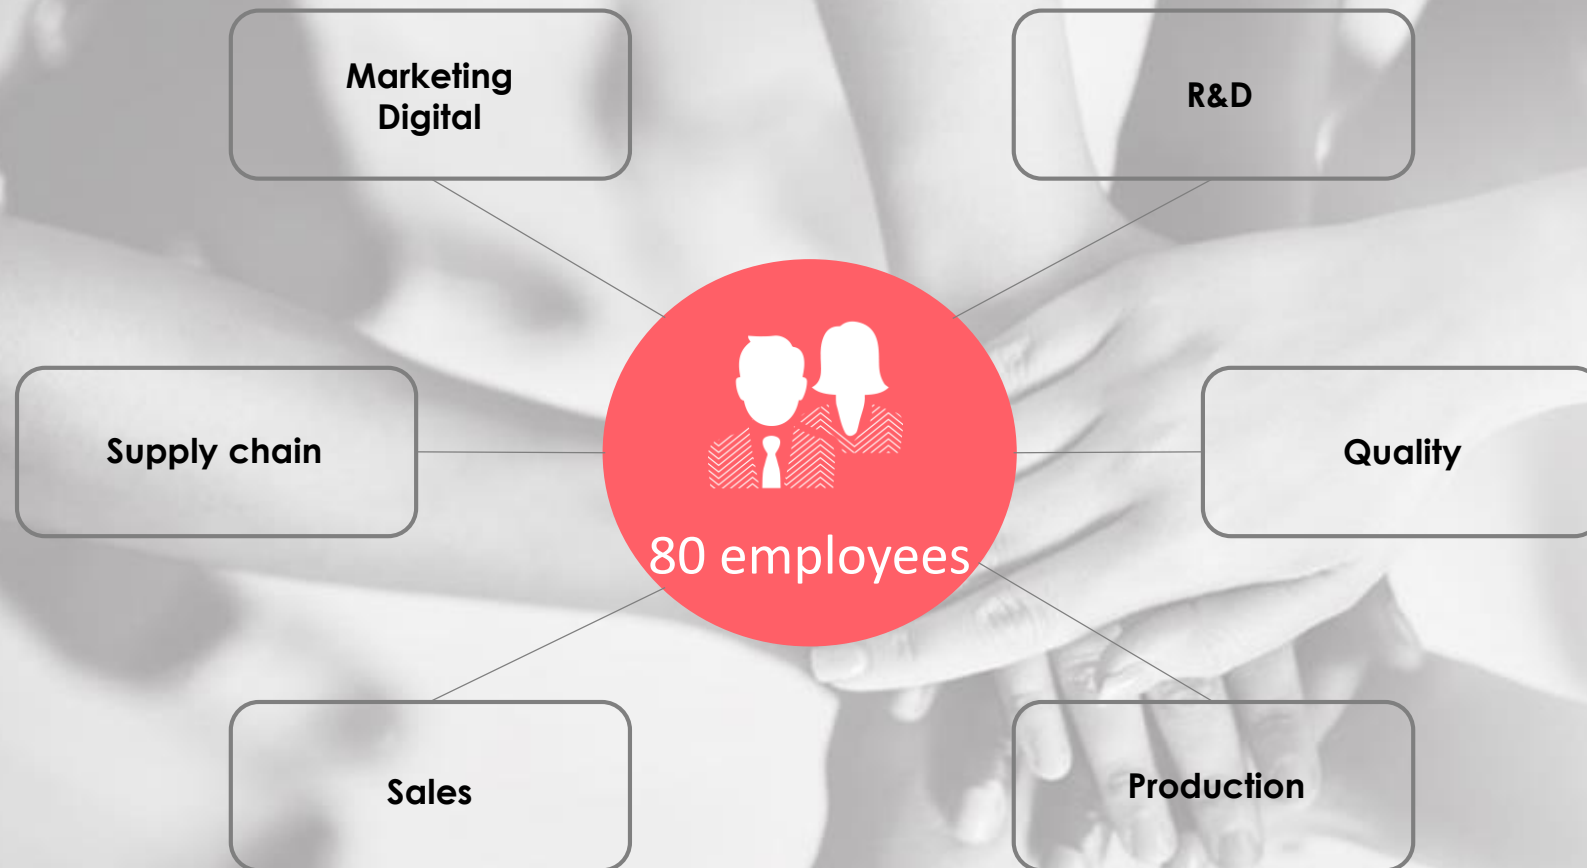 Marketing
Digital
R&D
Supply chain
Quality
80 employees
Sales
Production